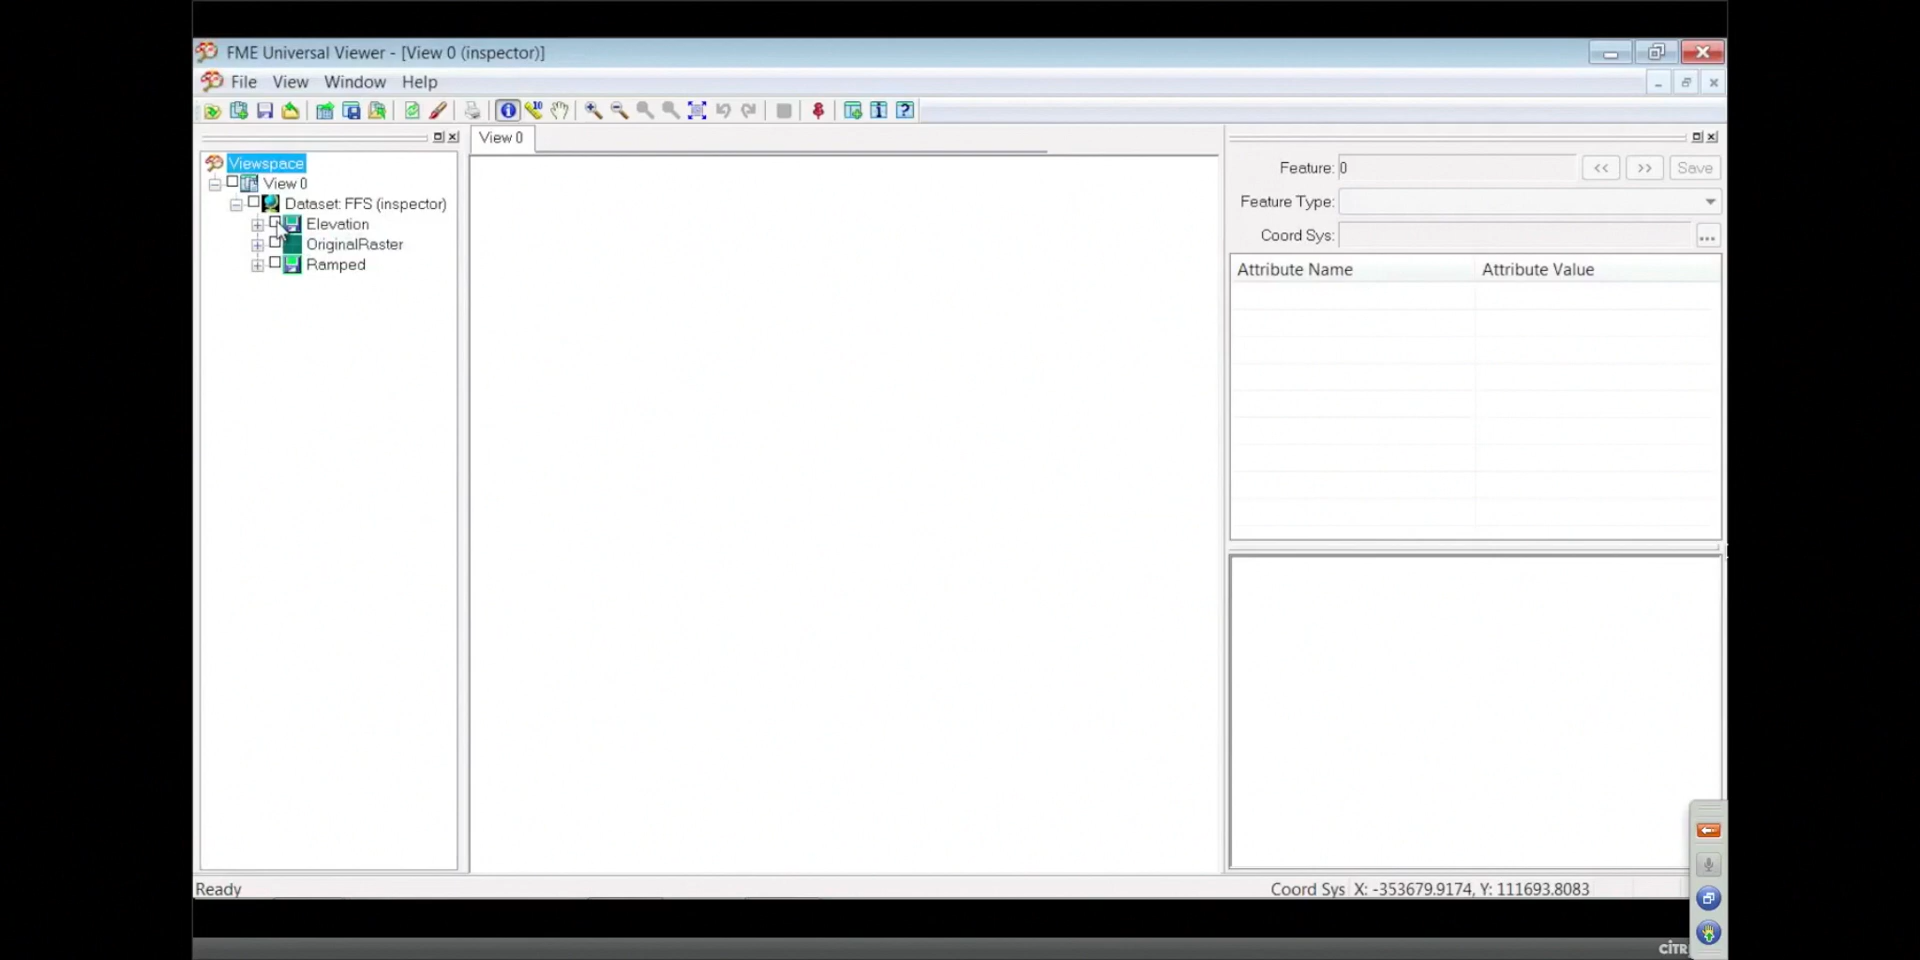 FME Universal Viewer - [View 0 (inspector)]
File View Window Help
View 0
Viewspace
View 0
Dataset: FFS (inspector)
Elevation
OriginalRaster
Ramped
Feature: 0 << >> Save
Feature Type:
Coord Sys: ...
Attribute Name Attribute Value
Ready
Coord Sys X: -353679.9174, Y: 111693.8083